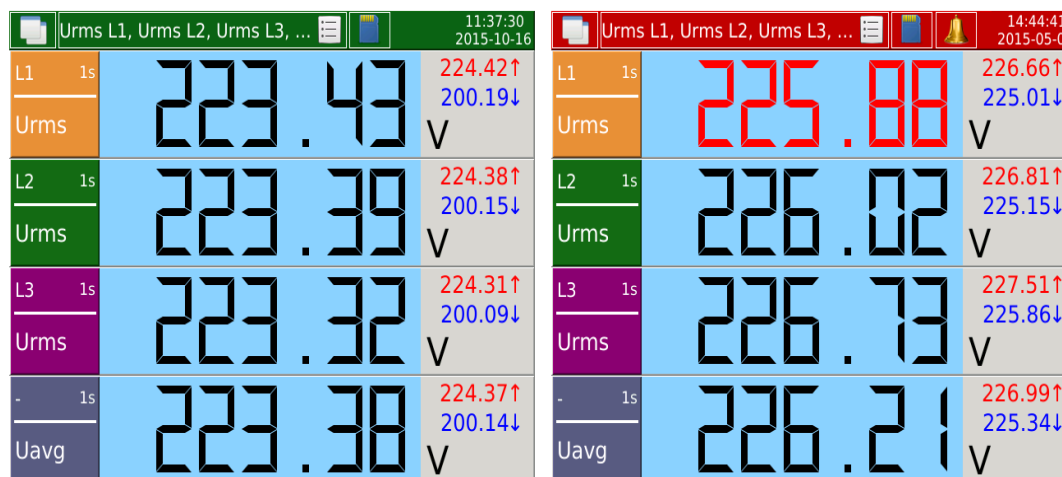 Urms L1, Urms L2, Urms L3, ...
11:37:30
2015-10-16
L1 1s
Urms
223.43
224.42↑
200.19↓
V
L2 1s
Urms
223.39
224.38↑
200.15↓
V
L3 1s
Urms
223.32
224.31↑
200.09↓
V
- 1s
Uavg
223.38
224.37↑
200.14↓
V
Urms L1, Urms L2, Urms L3, ...
14:44:41
2015-05-0
L1 1s
Urms
225.88
226.66↑
225.01↓
V
L2 1s
Urms
226.02
226.81↑
225.15↓
V
L3 1s
Urms
226.73
227.51↑
225.86↓
V
- 1s
Uavg
226.21
226.99↑
225.34↓
V